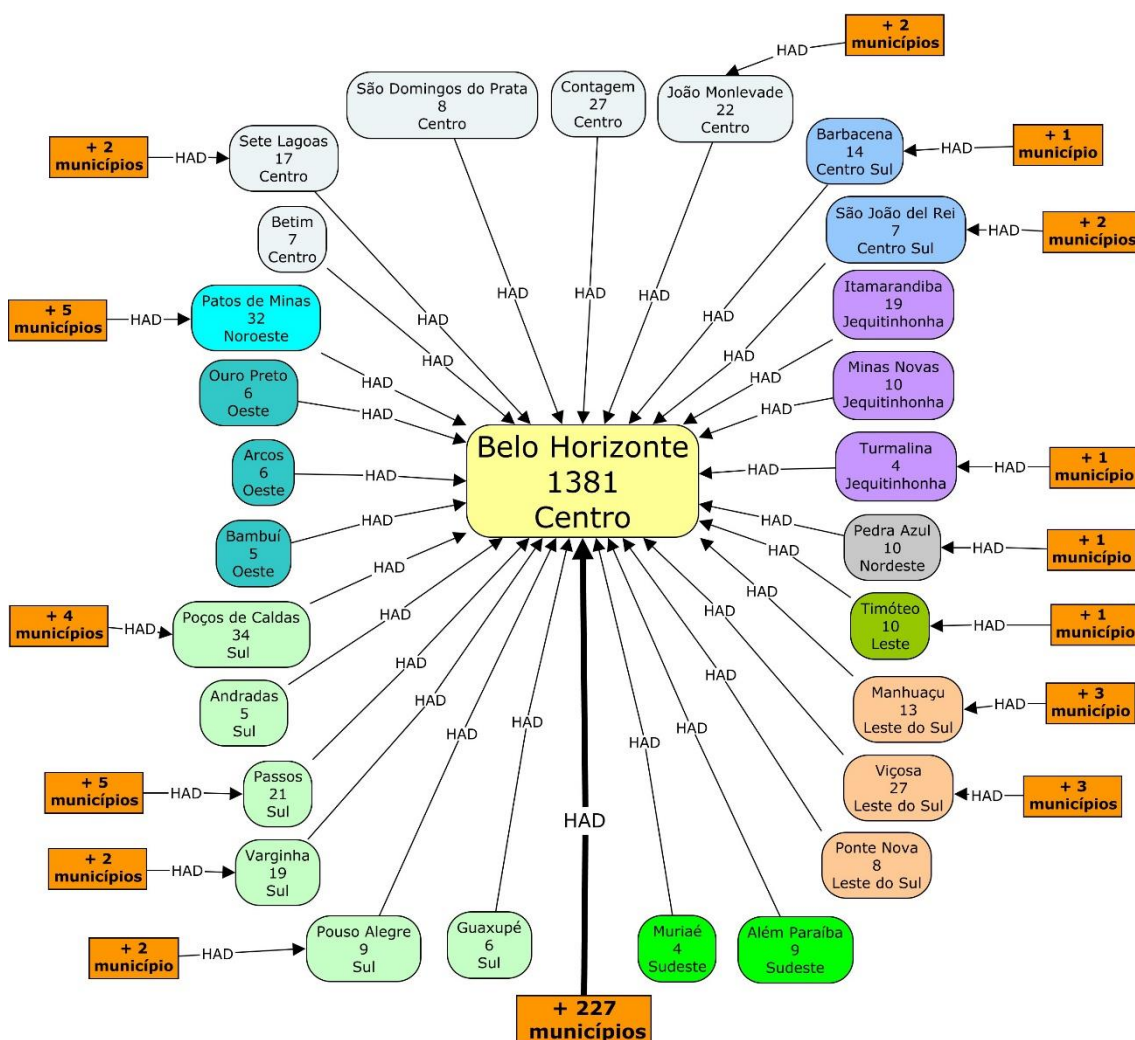 + 2
municípios
HAD
São Domingos do Prata
8
Centro
Contagem
27
Centro
João Monlevade
22
Centro
+ 2
municípios
HAD
Sete Lagoas
17
Centro
Barbacena
14
Centro Sul
HAD
+ 1
município
Betim
7
Centro
São João del Rei
7
Centro Sul
HAD
+ 2
municípios
+ 5
municípios
HAD
Patos de Minas
32
Noroeste
HAD
HAD
HAD
HAD
HAD
HAD
Itamarandiba
19
Jequitinhonha
Ouro Preto
6
Oeste
HAD
HAD
HAD
HAD
Minas Novas
10
Jequitinhonha
HAD
HAD
Arcos
6
Oeste
HAD
Belo Horizonte
1381
Centro
HAD
Turmalina
4
Jequitinhonha
HAD
+ 1
município
Bambuí
5
Oeste
HAD
HAD
Pedra Azul
10
Nordeste
HAD
+ 1
município
+ 4
municípios
HAD
Poços de Caldas
34
Sul
HAD
HAD
Timóteo
10
Leste
HAD
+ 1
município
Andradas
5
Sul
HAD
HAD
Manhuaçu
13
Leste do Sul
HAD
+ 3
município
+ 5
municípios
HAD
Passos
21
Sul
HAD
HAD
Viçosa
27
Leste do Sul
HAD
+ 3
municípios
+ 2
municípios
HAD
Varginha
19
Sul
HAD
HAD
HAD
HAD
HAD
HAD
HAD
Ponte Nova
8
Leste do Sul
+ 2
município
HAD
Pouso Alegre
9
Sul
Guaxupé
6
Sul
Muriaé
4
Sudeste
Além Paraíba
9
Sudeste
+ 227
municípios